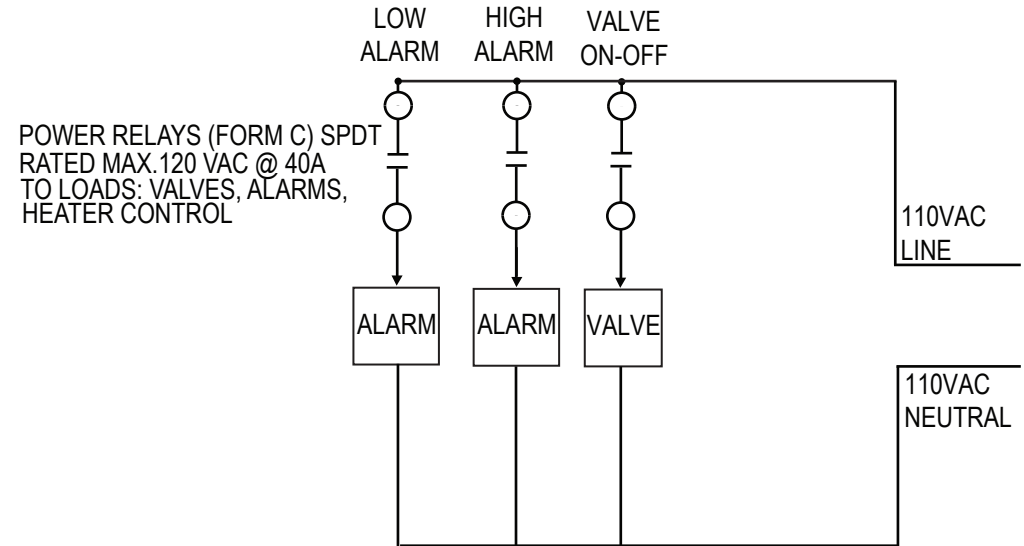 LOW
ALARM
HIGH
ALARM
VALVE
ON-OFF
POWER RELAYS (FORM C) SPDT
RATED MAX.120 VAC @ 40A
TO LOADS: VALVES, ALARMS,
HEATER CONTROL
110VAC
LINE
ALARM
ALARM
VALVE
110VAC
NEUTRAL